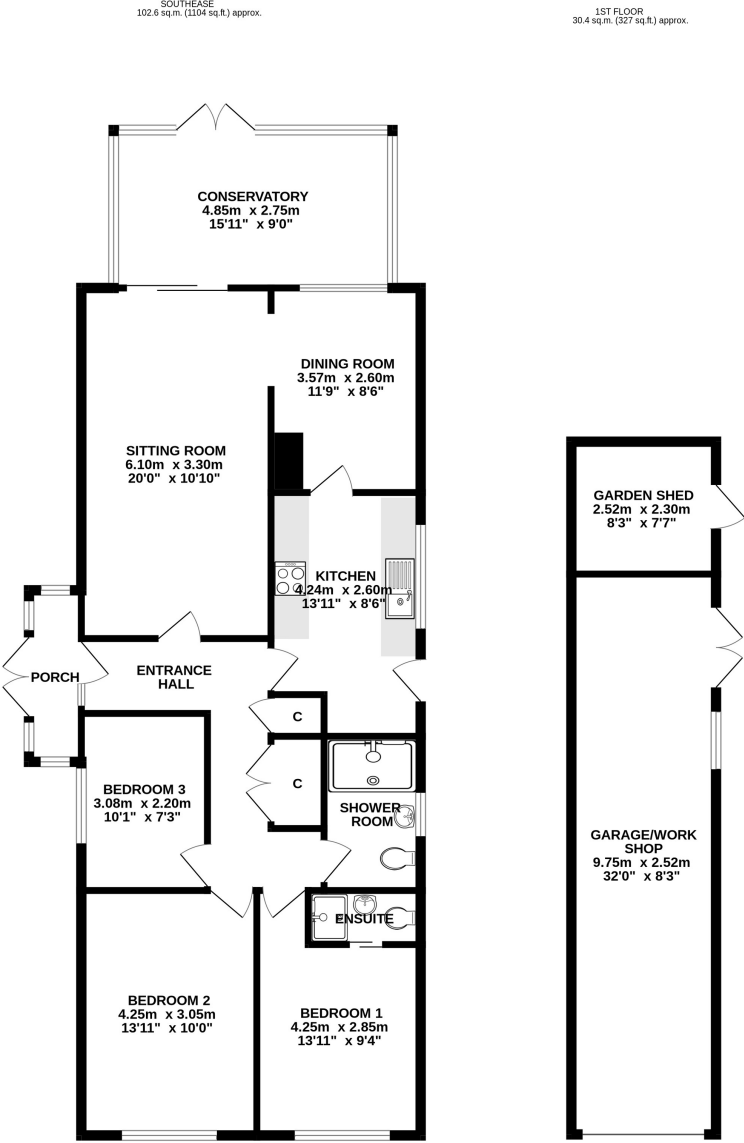 SOUTHEASE
102.6 sq.m. (1104 sq.ft.) approx.
1ST FLOOR
30.4 sq.m. (327 sq.ft.) approx.
CONSERVATORY
4.85m x 2.75m
15'11" x 9'0"
DINING ROOM
3.57m x 2.60m
11'9" x 8'6"
SITTING ROOM
6.10m x 3.30m
20'0" x 10'10"
GARDEN SHED
2.52m x 2.30m
8'3" x 7'7"
KITCHEN
4.24m x 2.60m
13'11" x 8'6"
PORCH
ENTRANCE
HALL
C
C
BEDROOM 3
3.08m x 2.20m
10'1" x 7'3"
SHOWER
ROOM
GARAGE/WORK
SHOP
9.75m x 2.52m
32'0" x 8'3"
ENSUITE
BEDROOM 2
4.25m x 3.05m
13'11" x 10'0"
BEDROOM 1
4.25m x 2.85m
13'11" x 9'4"